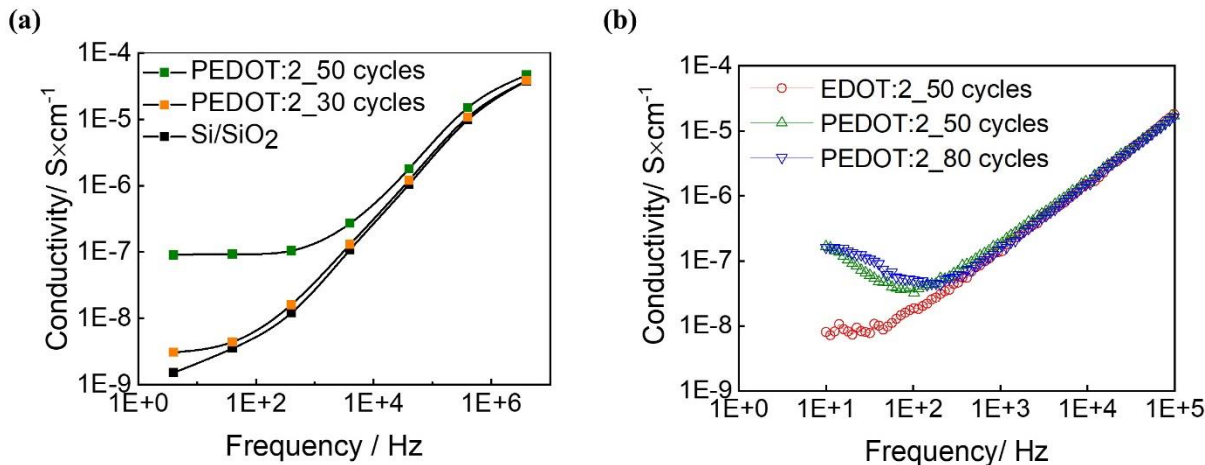 (a)
1E-4
1E-5
1E-6
1E-7
1E-8
1E-9
Conductivity/ S×cm⁻¹
PEDOT:2_50 cycles
PEDOT:2_30 cycles
Si/SiO₂
1E+0
1E+2
1E+4
1E+6
Frequency / Hz
(b)
1E-4
1E-5
1E-6
1E-7
1E-8
1E-9
Conductivity/ S×cm⁻¹
EDOT:2_50 cycles
PEDOT:2_50 cycles
PEDOT:2_80 cycles
1E+0
1E+1
1E+2
1E+3
1E+4
1E+5
Frequency/ Hz